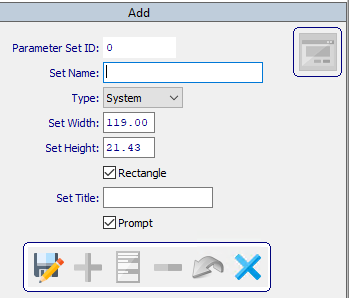 Add
Parameter Set ID: 0
Set Name:
Type: System
Set Width: 119.00
Set Height: 21.43
Rectangle
Set Title:
Prompt